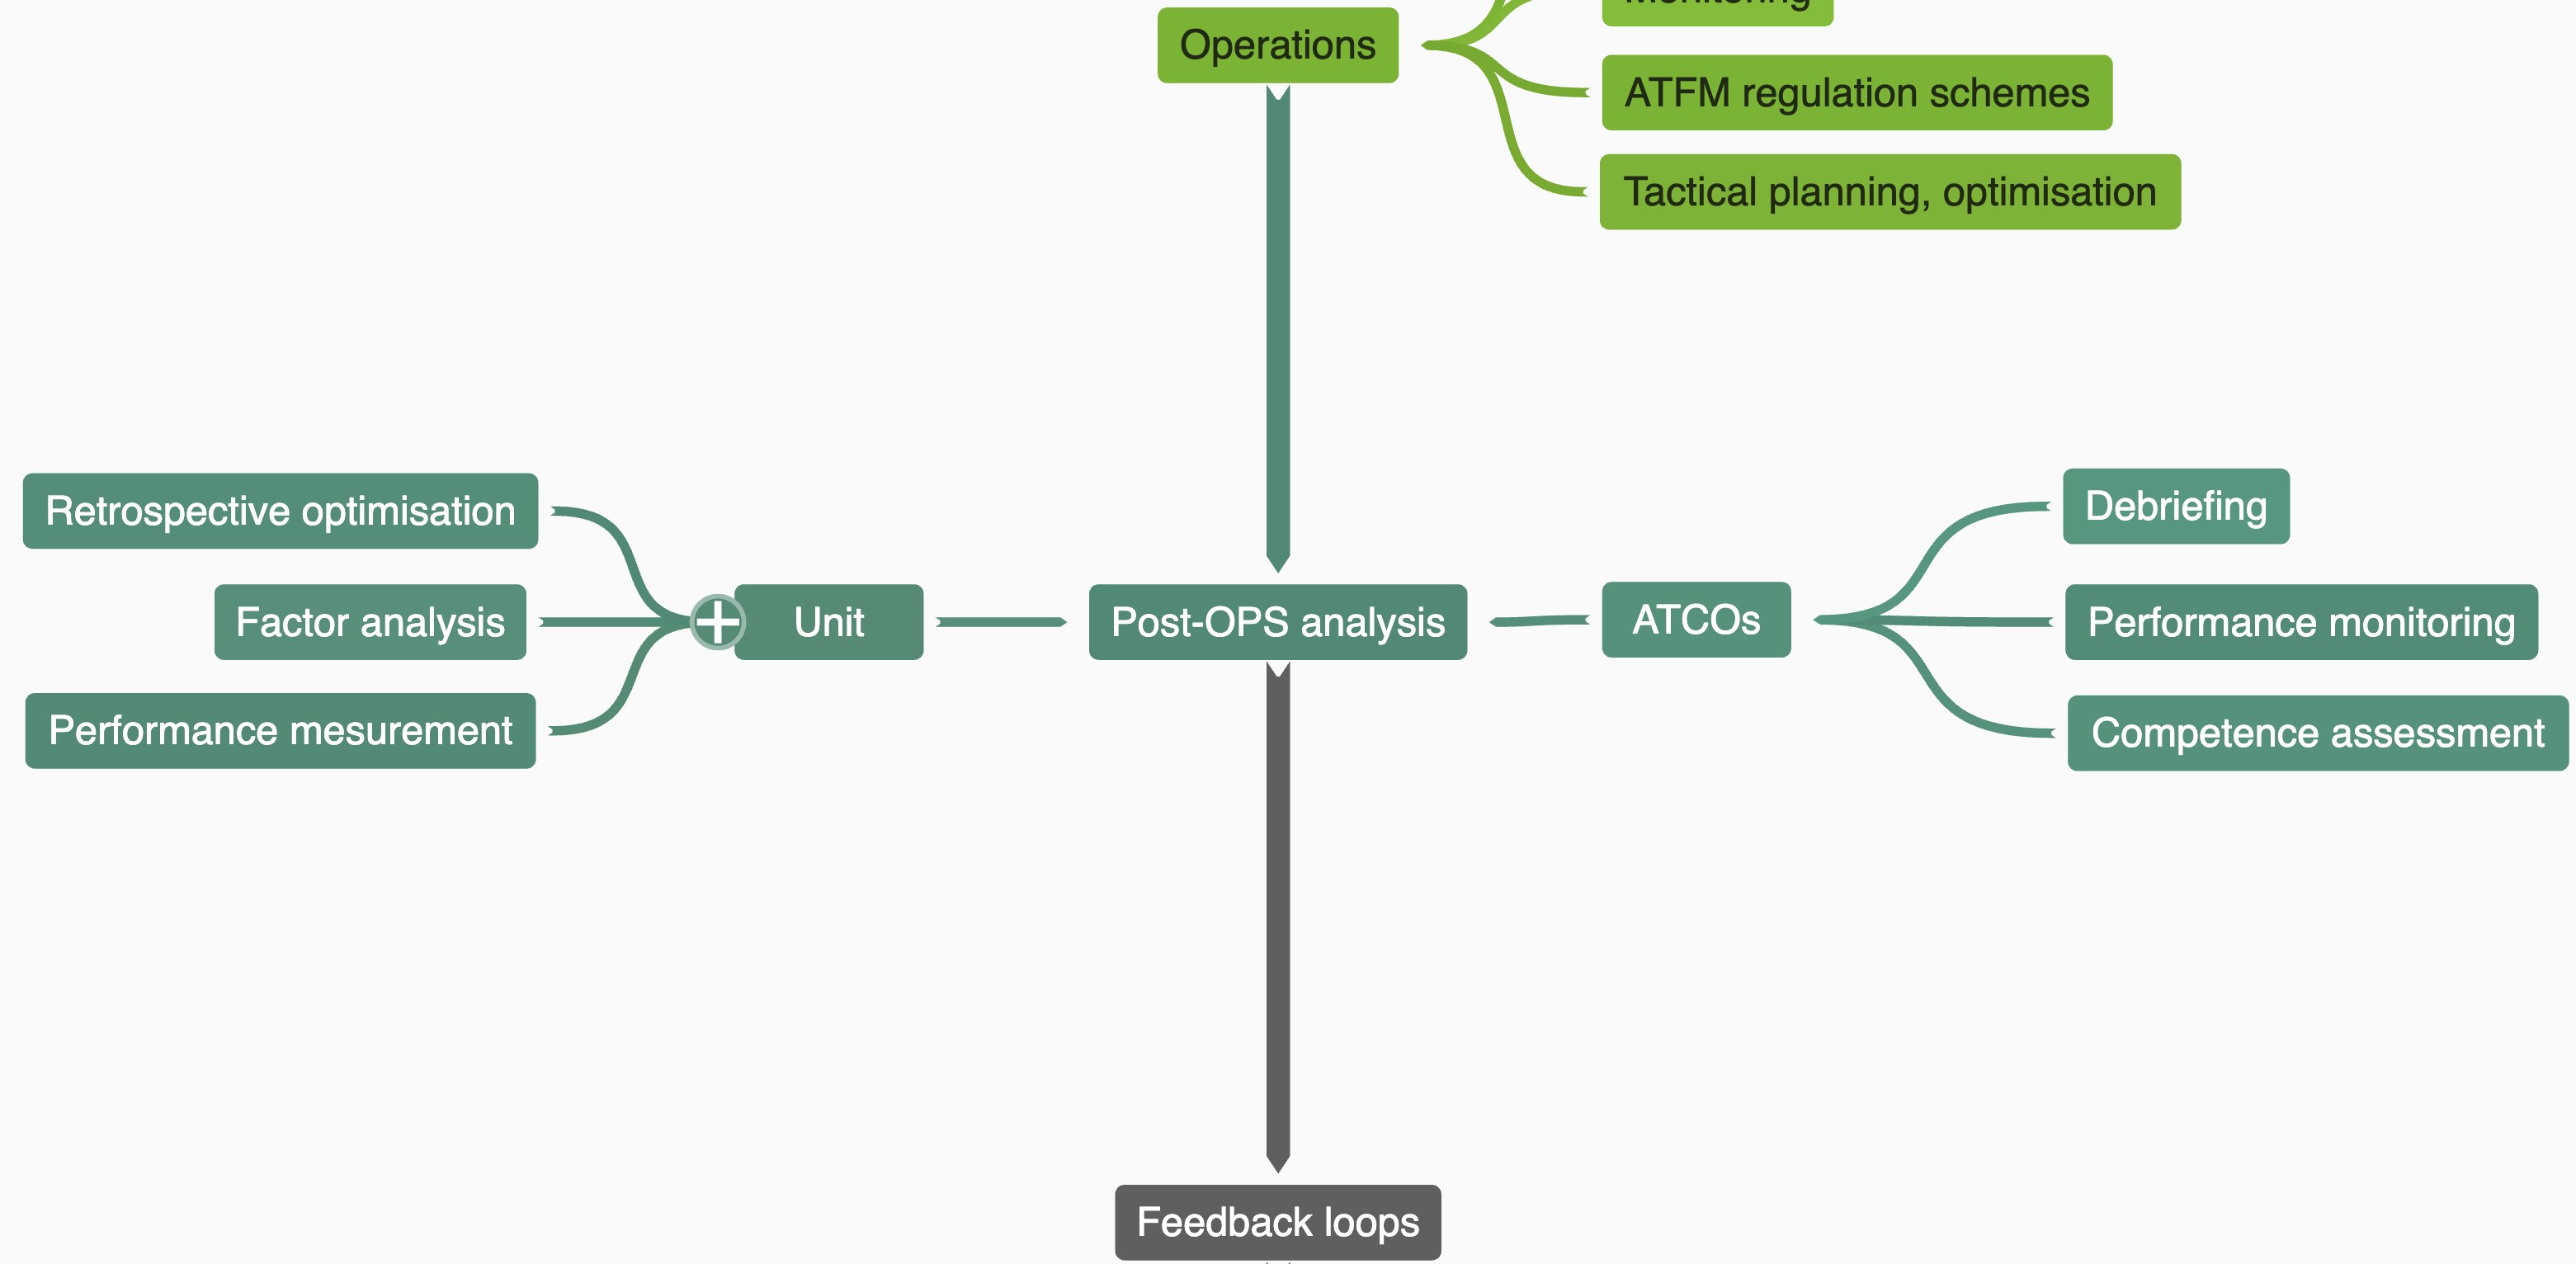 Monitoring
Operations
ATFM regulation schemes
Tactical planning, optimisation
Retrospective optimisation
Factor analysis
Performance mesurement
Unit
Post-OPS analysis
ATCOs
Debriefing
Performance monitoring
Competence assessment
Feedback loops